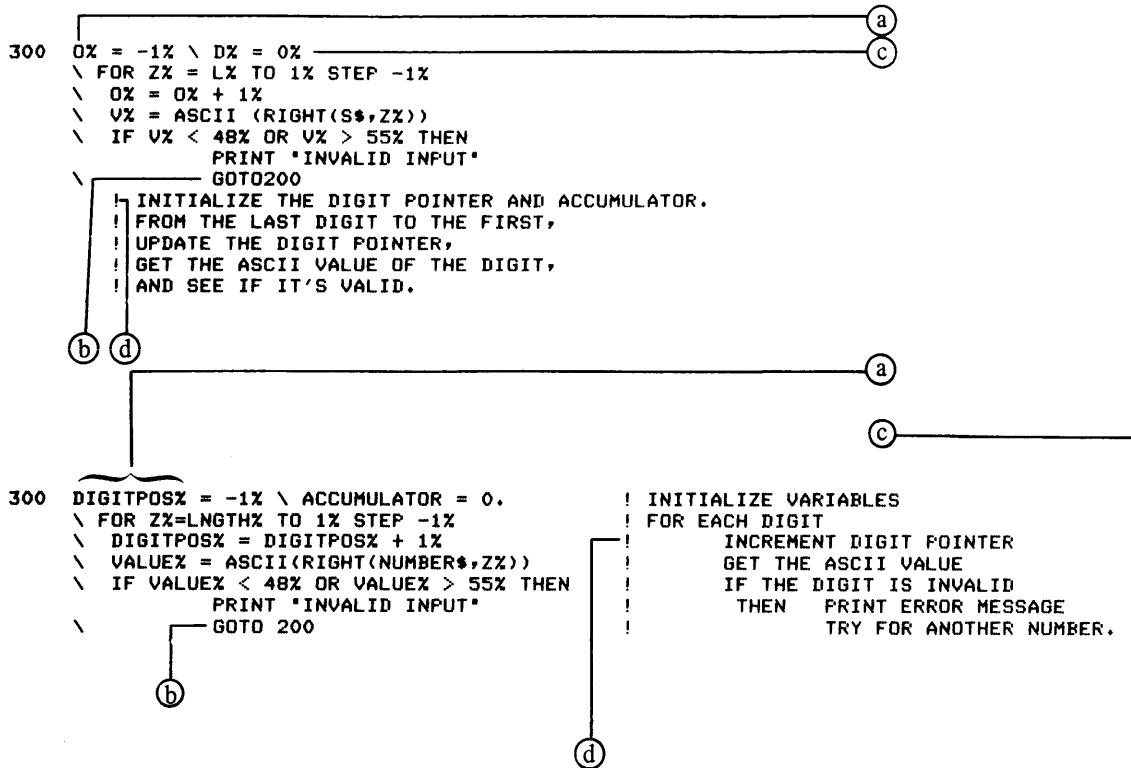 a
300 O% = -1% \ D% = 0% c
\ FOR Z% = L% TO 1% STEP -1%
\ O% = O% + 1%
\ V% = ASCII (RIGHT(S$,Z%))
\ IF V% < 48% OR V% > 55% THEN
PRINT "INVALID INPUT"
\ GOTO200
! INITIALIZE THE DIGIT POINTER AND ACCUMULATOR.
! FROM THE LAST DIGIT TO THE FIRST,
! UPDATE THE DIGIT POINTER,
! GET THE ASCII VALUE OF THE DIGIT,
! AND SEE IF IT'S VALID.
b d
a
c
300 DIGITPOS% = -1% \ ACCUMULATOR = 0. ! INITIALIZE VARIABLES
\ FOR Z%=LNGTH% TO 1% STEP -1% ! FOR EACH DIGIT
\ DIGITPOS% = DIGITPOS% + 1% ! INCREMENT DIGIT POINTER
\ VALUE% = ASCII(RIGHT(NUMBER$,Z%)) ! GET THE ASCII VALUE
\ IF VALUE% < 48% OR VALUE% > 55% THEN ! IF THE DIGIT IS INVALID
PRINT "INVALID INPUT" ! THEN PRINT ERROR MESSAGE
\ GOTO 200 ! TRY FOR ANOTHER NUMBER.
b
d